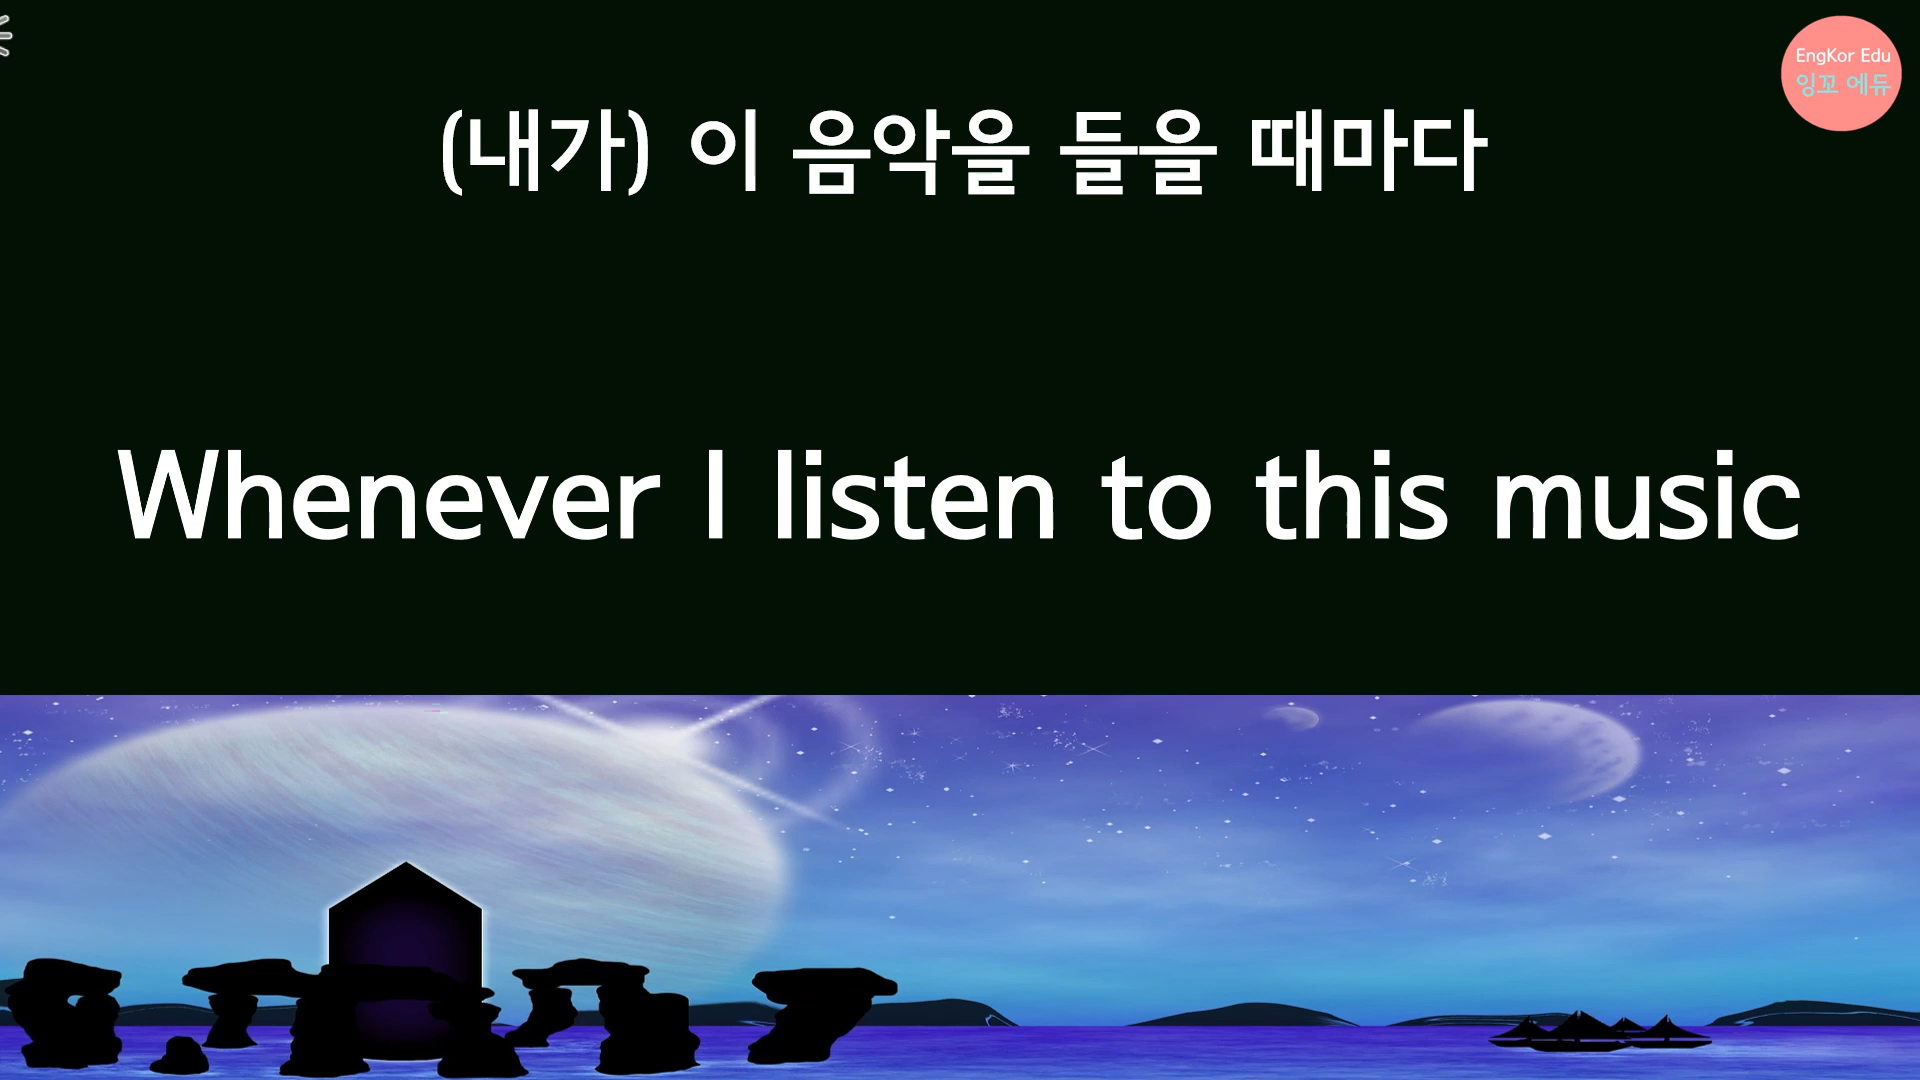 EngKor Edu
잉꼬 에듀
(내가) 이 음악을 들을 때마다
Whenever I listen to this music